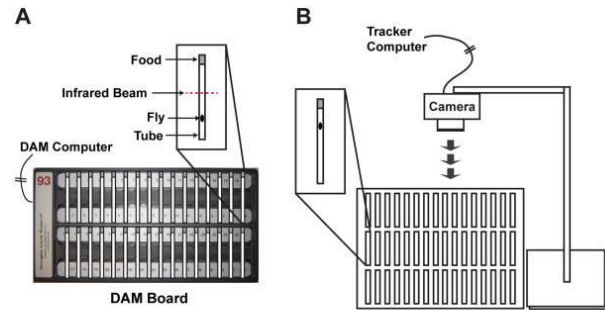 A
B
Food
Infrared Beam
Fly
Tube
DAM Computer
93
DAM Board
Tracker
Computer
Camera